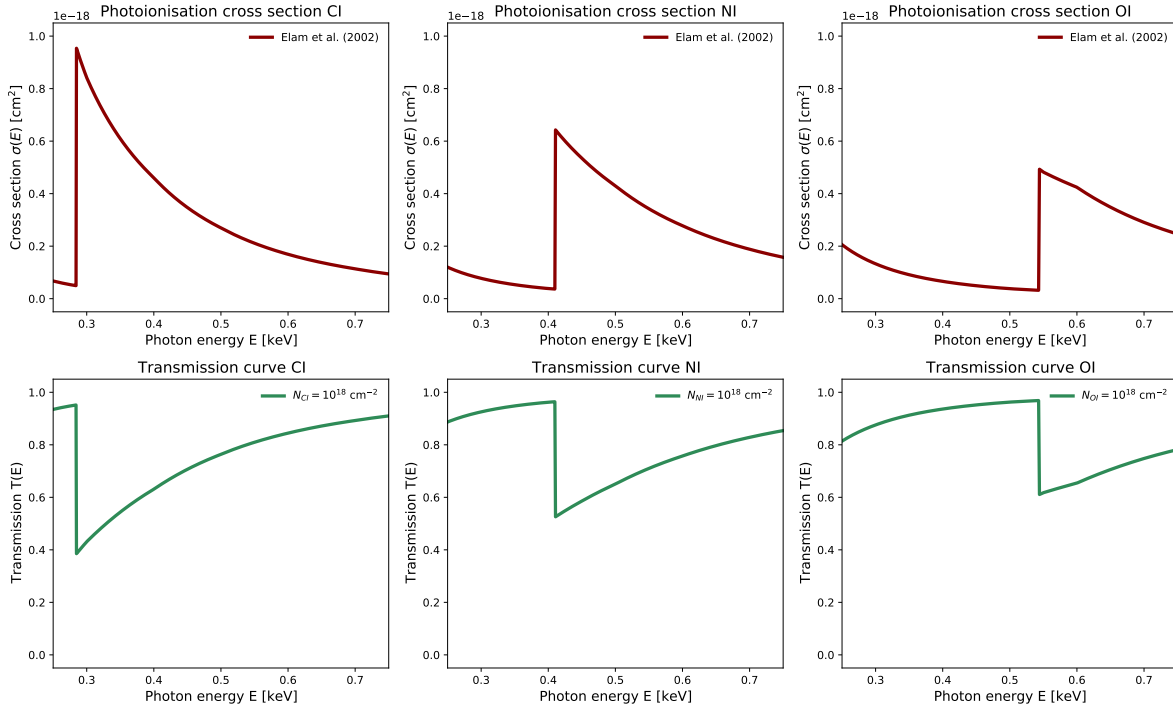 Photoionisation cross section CI
1e−18
Cross section σ(E) [cm²]
1.0
0.8
0.6
0.4
0.2
0.0
Elam et al. (2002)
0.3 0.4 0.5 0.6 0.7
Photon energy E [keV]
Photoionisation cross section NI
1e−18
Cross section σ(E) [cm²]
1.0
0.8
0.6
0.4
0.2
0.0
Elam et al. (2002)
0.3 0.4 0.5 0.6 0.7
Photon energy E [keV]
Photoionisation cross section OI
1e−18
Cross section σ(E) [cm²]
1.0
0.8
0.6
0.4
0.2
0.0
Elam et al. (2002)
0.3 0.4 0.5 0.6 0.7
Photon energy E [keV]
Transmission curve CI
Transmission T(E)
1.0
0.8
0.6
0.4
0.2
0.0
N_CI = 10¹⁸ cm⁻²
0.3 0.4 0.5 0.6 0.7
Photon energy E [keV]
Transmission curve NI
Transmission T(E)
1.0
0.8
0.6
0.4
0.2
0.0
N_NI = 10¹⁸ cm⁻²
0.3 0.4 0.5 0.6 0.7
Photon energy E [keV]
Transmission curve OI
Transmission T(E)
1.0
0.8
0.6
0.4
0.2
0.0
N_OI = 10¹⁸ cm⁻²
0.3 0.4 0.5 0.6 0.7
Photon energy E [keV]